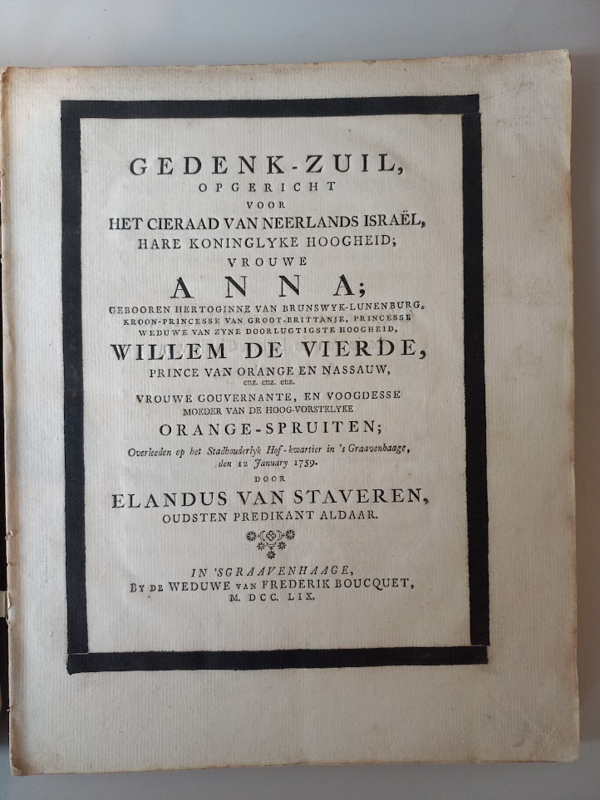 GEDENK-ZUIL,
OPGERICHT
VOOR
HET CIERAAD VAN NEERLANDS ISRAËL,
HARE KONINGLYKE HOOGHEID;
VROUWE
ANNA;
GEBOOREN HERTOGINNE VAN BRUNSWYK-LUNENBURG,
KROON-PRINCESSE VAN GROOT-BRITTANJE, PRINCESSE
WEDUWE VAN ZYNE DOORLUGTIGSTE HOOGHEID,
WILLEM DE VIERDE,
PRINCE VAN ORANGE EN NASSAUW,
enz. enz. enz.
VROUWE GOUVERNANTE, EN VOOGDESSE
MOEDER VAN DE HOOG-VORSTELYKE
ORANGE-SPRUITEN;
Overleeden op het Stadhouderlyk Hof-kwartier in 's Graavenhaage,
den 12 January 1759.
DOOR
ELANDUS VAN STAVEREN,
OUDSTEN PREDIKANT ALDAAR.
IN 'SGRAAVENHAAGE,
BY DE WEDUWE VAN FREDERIK BOUCQUET,
M. DCC. LIX.